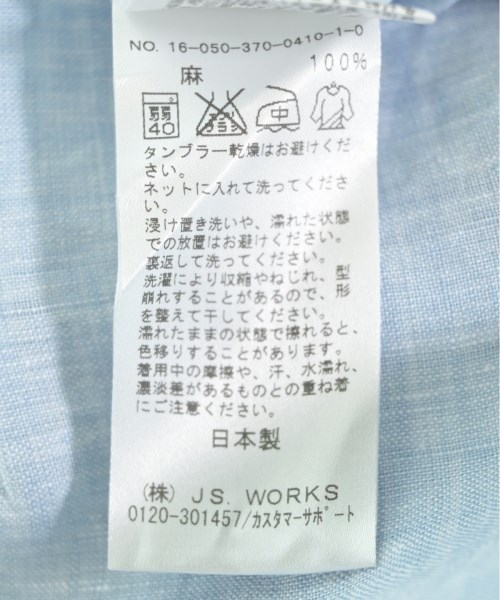 NO. 16-050-370-0410-1-0
麻 100%
弱 40 エンソサラシ 中
タンブラー乾燥はお避けくだ
さい。
ネットに入れて洗ってくださ
い。
浸け置き洗いや、濡れた状態
での放置はお避けください。
裏返して洗ってください。
洗濯により収縮やねじれ、型
崩れすることがあるので、形
を整えて干してください。
濡れたままの状態で擦れると、
色移りすることがあります。
着用中の摩擦や、汗、水濡れ、
濃淡差があるものとの重ね着
にご注意ください。
日本製
(株) JS. WORKS
0120-301457/カスタマーサポート